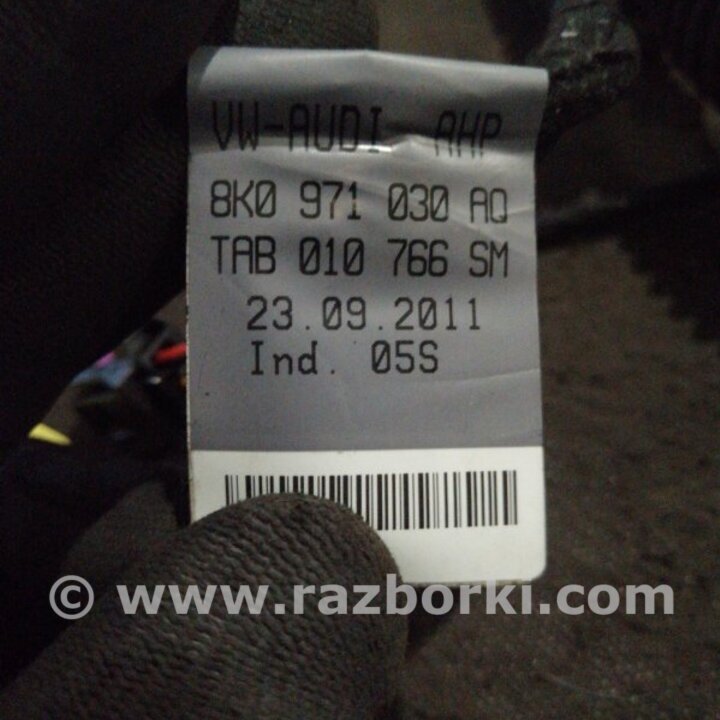 VW-AUDI AHP
8K0 971 030 AQ
TAB 010 766 SM
23.09.2011
Ind. 05S
© www.razborki.com